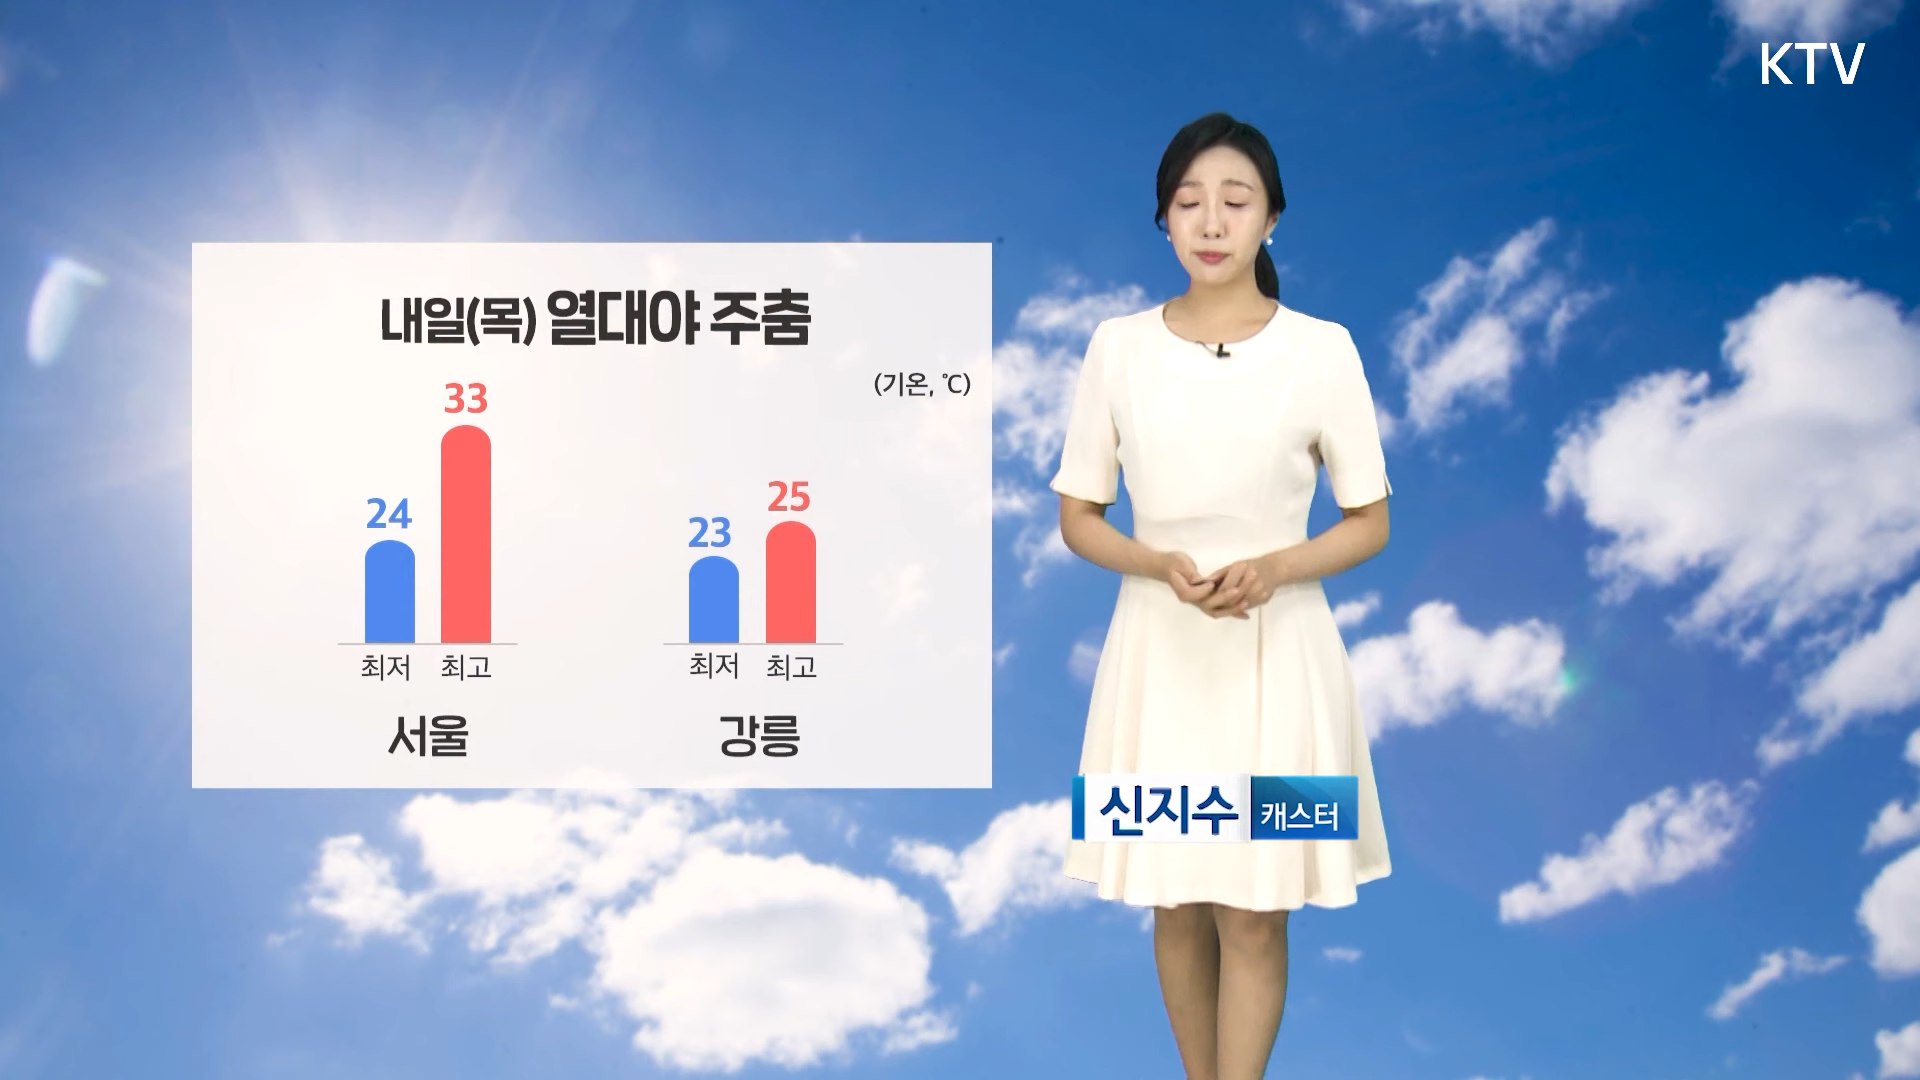 KTV
내일(목) 열대야 주춤
(기온, ℃)
24 33
최저 최고
서울
23 25
최저 최고
강릉
신지수 캐스터